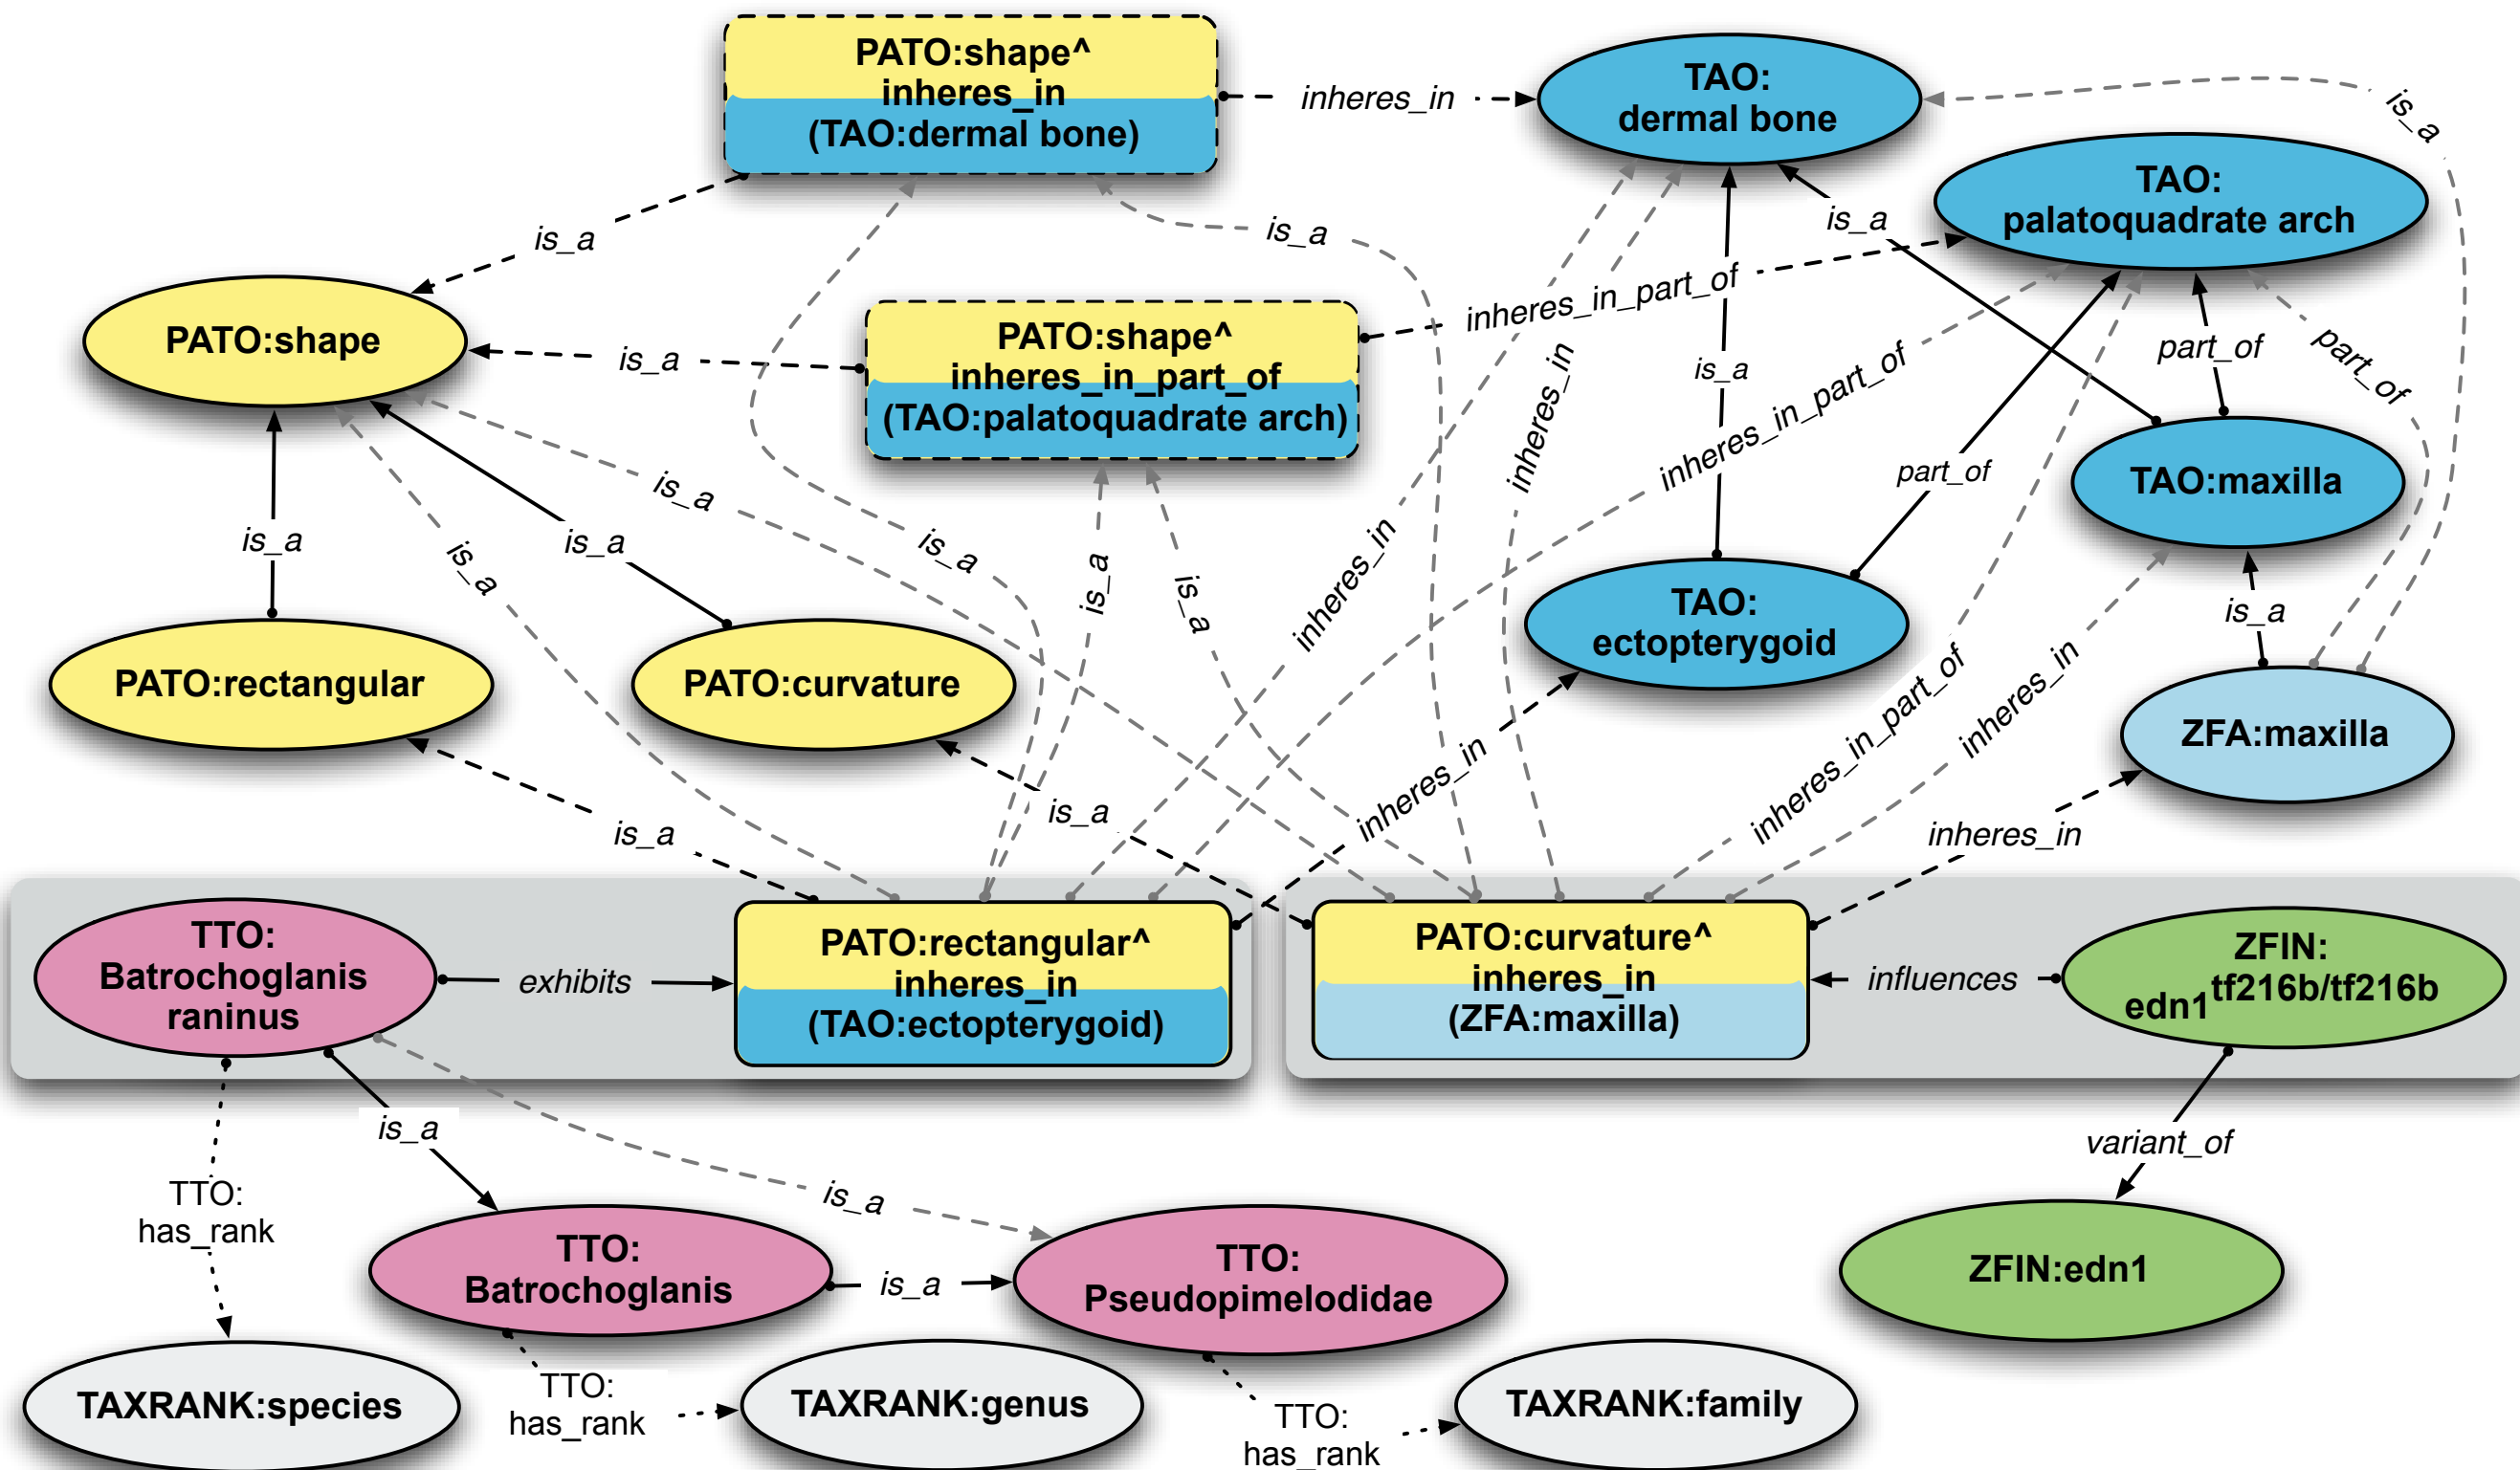 PATO:shape^
inheres_in
(TAO:dermal bone)
inheres_in
TAO:
dermal bone
is_a
TAO:
palatoquadrate arch
is_a
is_a
is_a
inheres_in_part_of
PATO:shape
is_a
PATO:shape^
inheres_in_part_of
(TAO:palatoquadrate arch)
inheres_in
is_a
inheres_in_part_of
part_of
part_of
is_a
part_of
TAO:maxilla
is_a
is_a
is_a
is_a
is_a
is_a
inheres_in
TAO:
ectopterygoid
is_a
PATO:rectangular
PATO:curvature
inheres_in_part_of
inheres_in
ZFA:maxilla
is_a
is_a
inheres_in
inheres_in
TTO:
Batrochoglanis
raninus
exhibits
PATO:rectangular^
inheres_in
(TAO:ectopterygoid)
PATO:curvature^
inheres_in
(ZFA:maxilla)
influences
ZFIN:
edn1tf216b/tf216b
is_a
variant_of
TTO:
has_rank
is_a
TTO:
Batrochoglanis
is_a
TTO:
Pseudopimelodidae
ZFIN:edn1
TAXRANK:species
TTO:
has_rank
TAXRANK:genus
TTO:
has_rank
TAXRANK:family